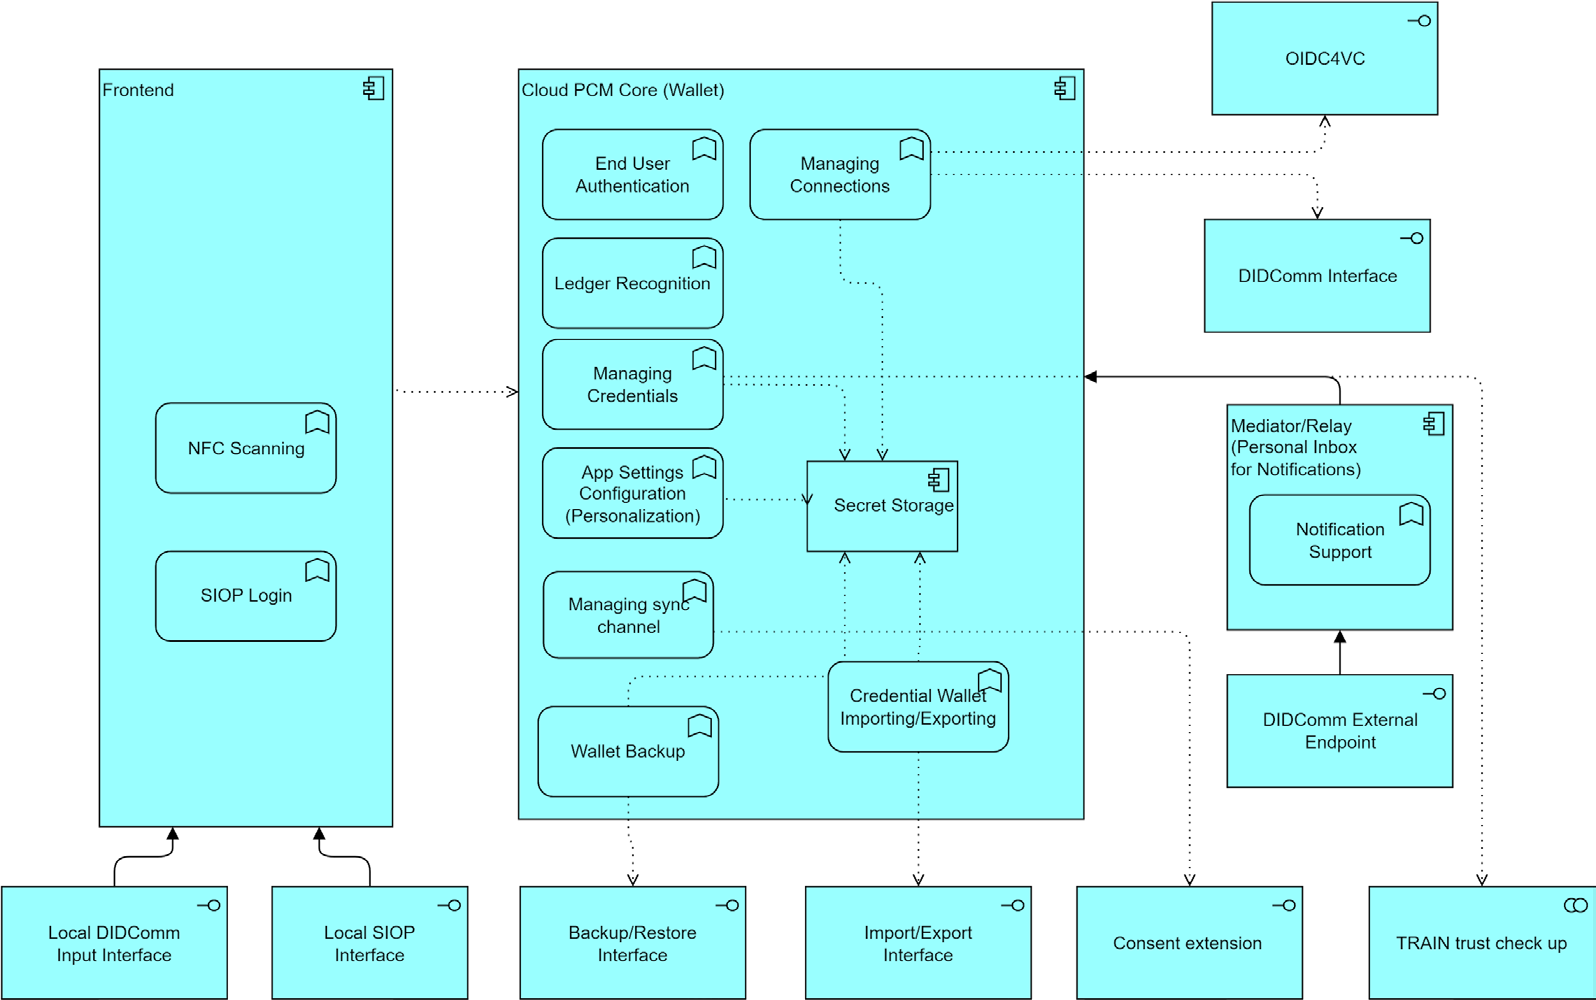 OIDC4VC
Frontend
Cloud PCM Core (Wallet)
End User
Authentication
Managing
Connections
DIDComm Interface
Ledger Recognition
Managing
Credentials
Mediator/Relay
(Personal Inbox
for Notifications)
NFC Scanning
App Settings
Configuration
(Personalization)
Secret Storage
Notification
Support
SIOP Login
Managing sync
channel
Credential Wallet
Importing/Exporting
DIDComm External
Endpoint
Wallet Backup
Local DIDComm
Input Interface
Local SIOP
Interface
Backup/Restore
Interface
Import/Export
Interface
Consent extension
TRAIN trust check up